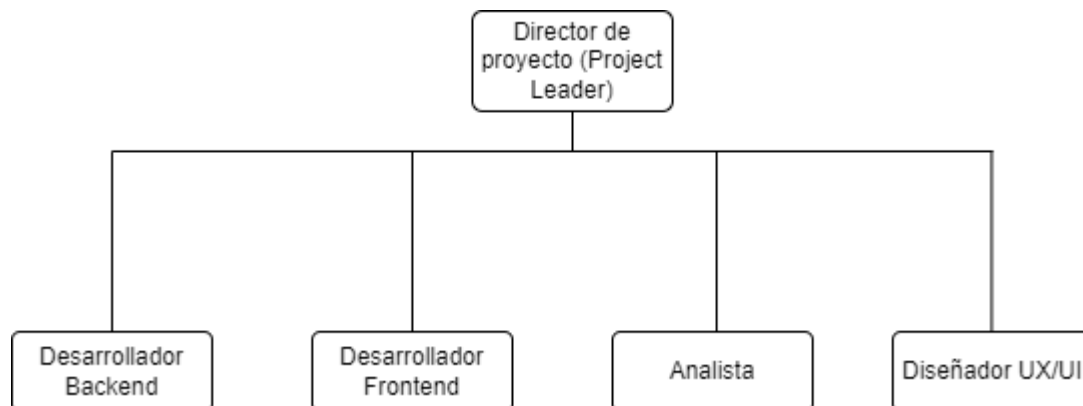 Director de
proyecto (Project
Leader)
Desarrollador
Backend
Desarrollador
Frontend
Analista
Diseñador UX/UI